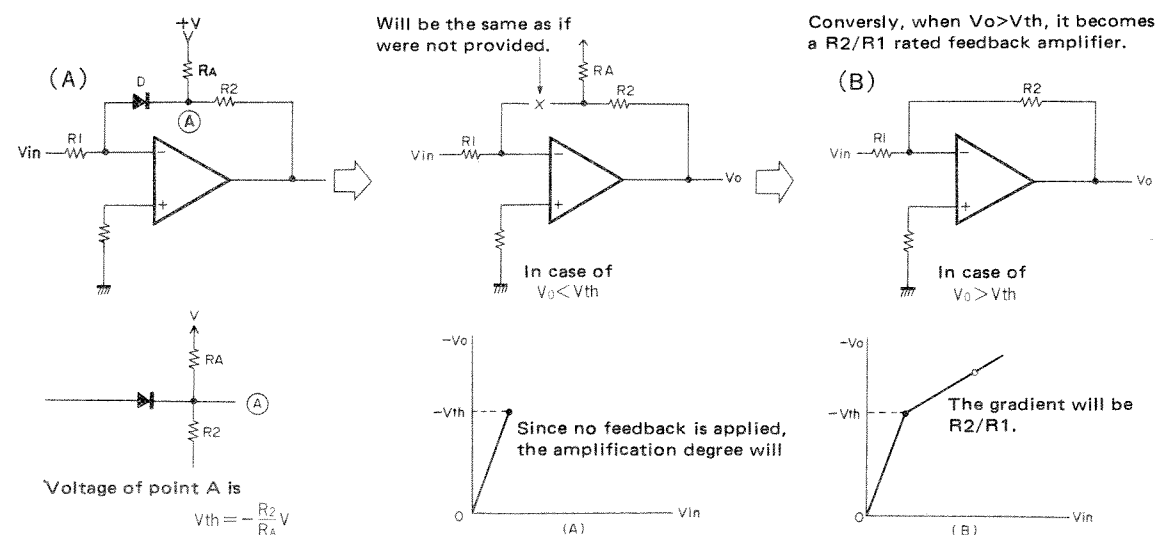 +V
Will be the same as if
were not provided.
Conversly, when Vo>Vth, it becomes
a R2/R1 rated feedback amplifier.
(A)
D
RA
R2
A
R1
Vin
−
+
RA
×
R2
R1
Vin
−
+
Vo
In case of
Vo<Vth
(B)
R2
R1
Vin
−
+
Vo
In case of
Vo>Vth
V
RA
A
R2
Voltage of point A is
Vth=-R2/RA V
−Vo
−Vth
Since no feedback is applied,
the amplification degree will
0
Vin
(A)
−Vo
−Vth
The gradient will be
R2/R1.
0
Vin
(B)